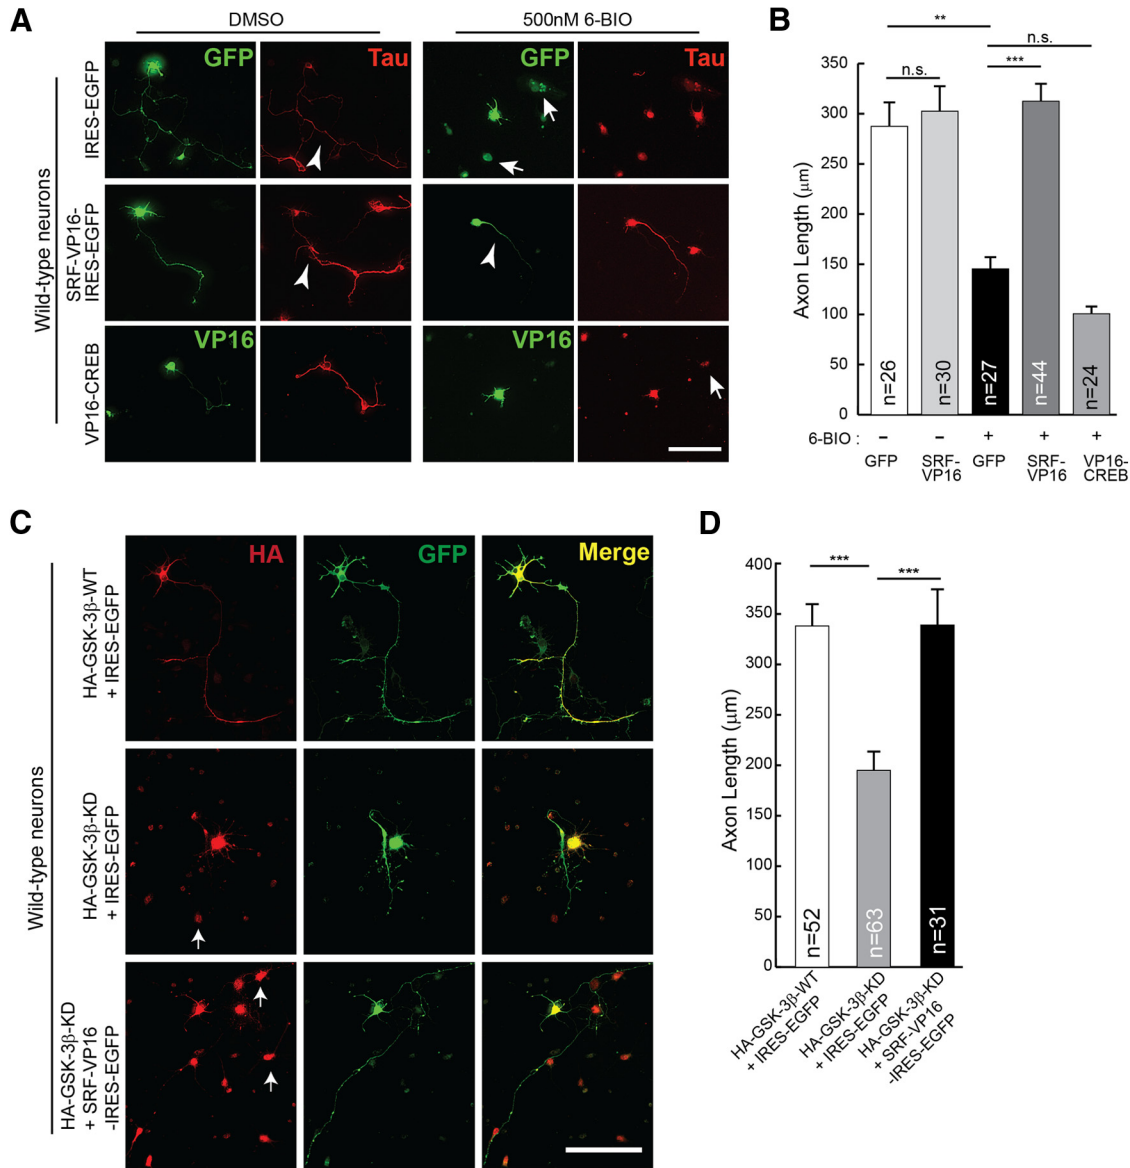 A
DMSO
500nM 6-BIO
GFP
Tau
GFP
Tau
Wild-type neurons
IRES-EGFP
SRF-VP16-
IRES-EGFP
VP16-CREB
VP16
VP16
B
**
n.s.
n.s.
***
Axon Length (μm)
350
300
250
200
150
100
50
0
n=26
n=30
n=27
n=44
n=24
6-BIO : – – + + +
GFP SRF- GFP SRF- VP16-
VP16 VP16 CREB
C
HA
GFP
Merge
Wild-type neurons
HA-GSK-3β-WT
+ IRES-EGFP
HA-GSK-3β-KD
+ IRES-EGFP
HA-GSK-3β-KD
+ SRF-VP16
-IRES-EGFP
D
***
***
Axon Length (μm)
400
350
300
250
200
150
100
50
0
n=52
n=63
n=31
HA-GSK-3β-WT
+ IRES-EGFP
HA-GSK-3β-KD
+ IRES-EGFP
HA-GSK-3β-KD
+ SRF-VP16
-IRES-EGFP